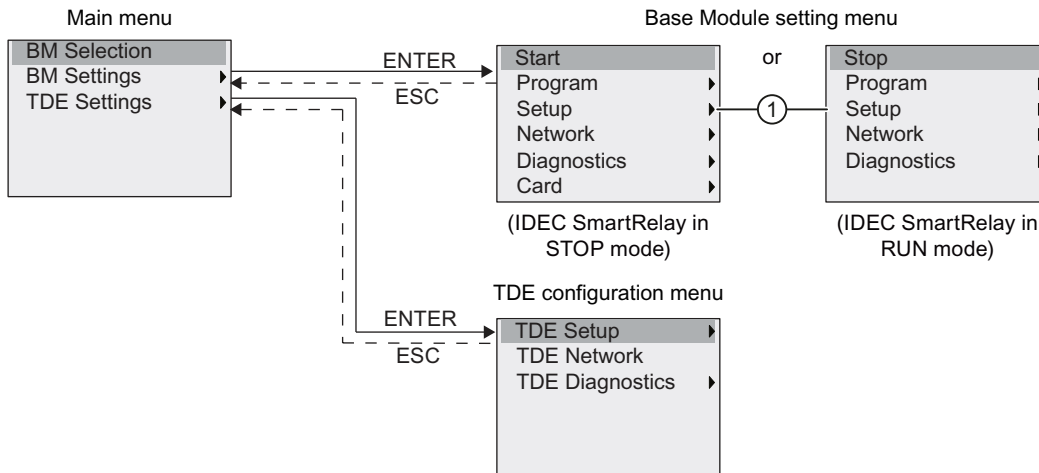 Main menu
BM Selection
BM Settings
TDE Settings
ENTER
ESC
Base Module setting menu
Start
Program
Setup
Network
Diagnostics
Card
(IDEC SmartRelay in
STOP mode)
or
1
Stop
Program
Setup
Network
Diagnostics
(IDEC SmartRelay in
RUN mode)
ENTER
ESC
TDE configuration menu
TDE Setup
TDE Network
TDE Diagnostics